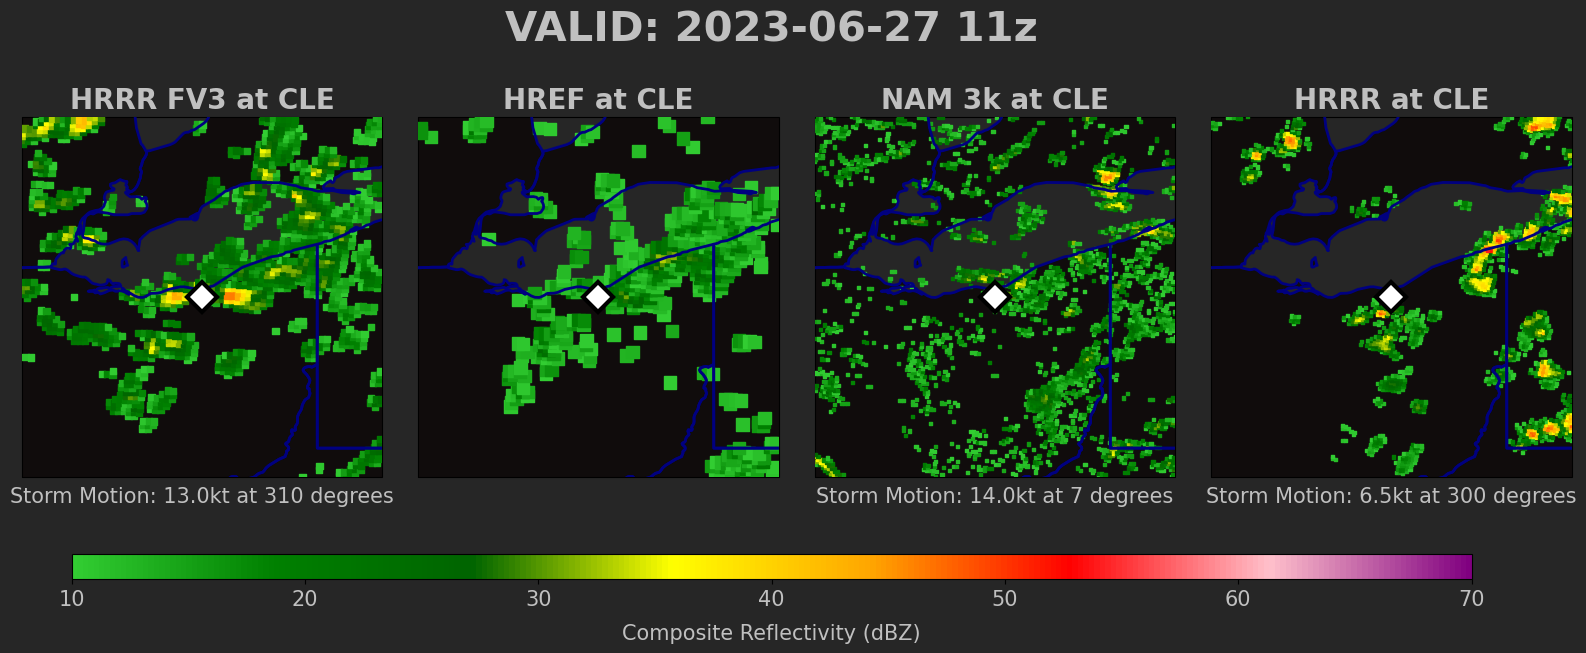 VALID: 2023-06-27 11z
HRRR FV3 at CLE
HREF at CLE
NAM 3k at CLE
HRRR at CLE
Storm Motion: 13.0kt at 310 degrees
Storm Motion: 14.0kt at 7 degrees
Storm Motion: 6.5kt at 300 degrees
10 20 30 40 50 60 70
Composite Reflectivity (dBZ)